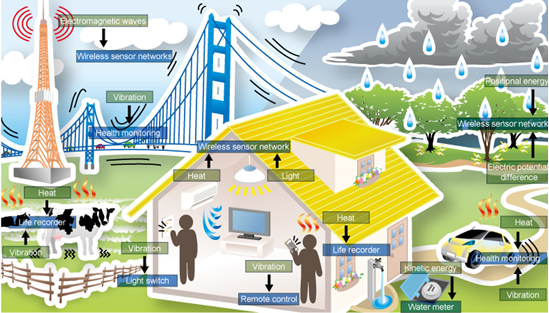 Electromagnetic waves
Wireless sensor networks
Vibration
Health monitoring
Positional energy
Wireless sensor network
Electric potential
difference
Wireless sensor network
Heat
Light
Heat
Life recorder
Vibration
Vibration
Light switch
Heat
Life recorder
Vibration
Remote control
Kinetic energy
Water meter
Heat
Health monitoring
Vibration